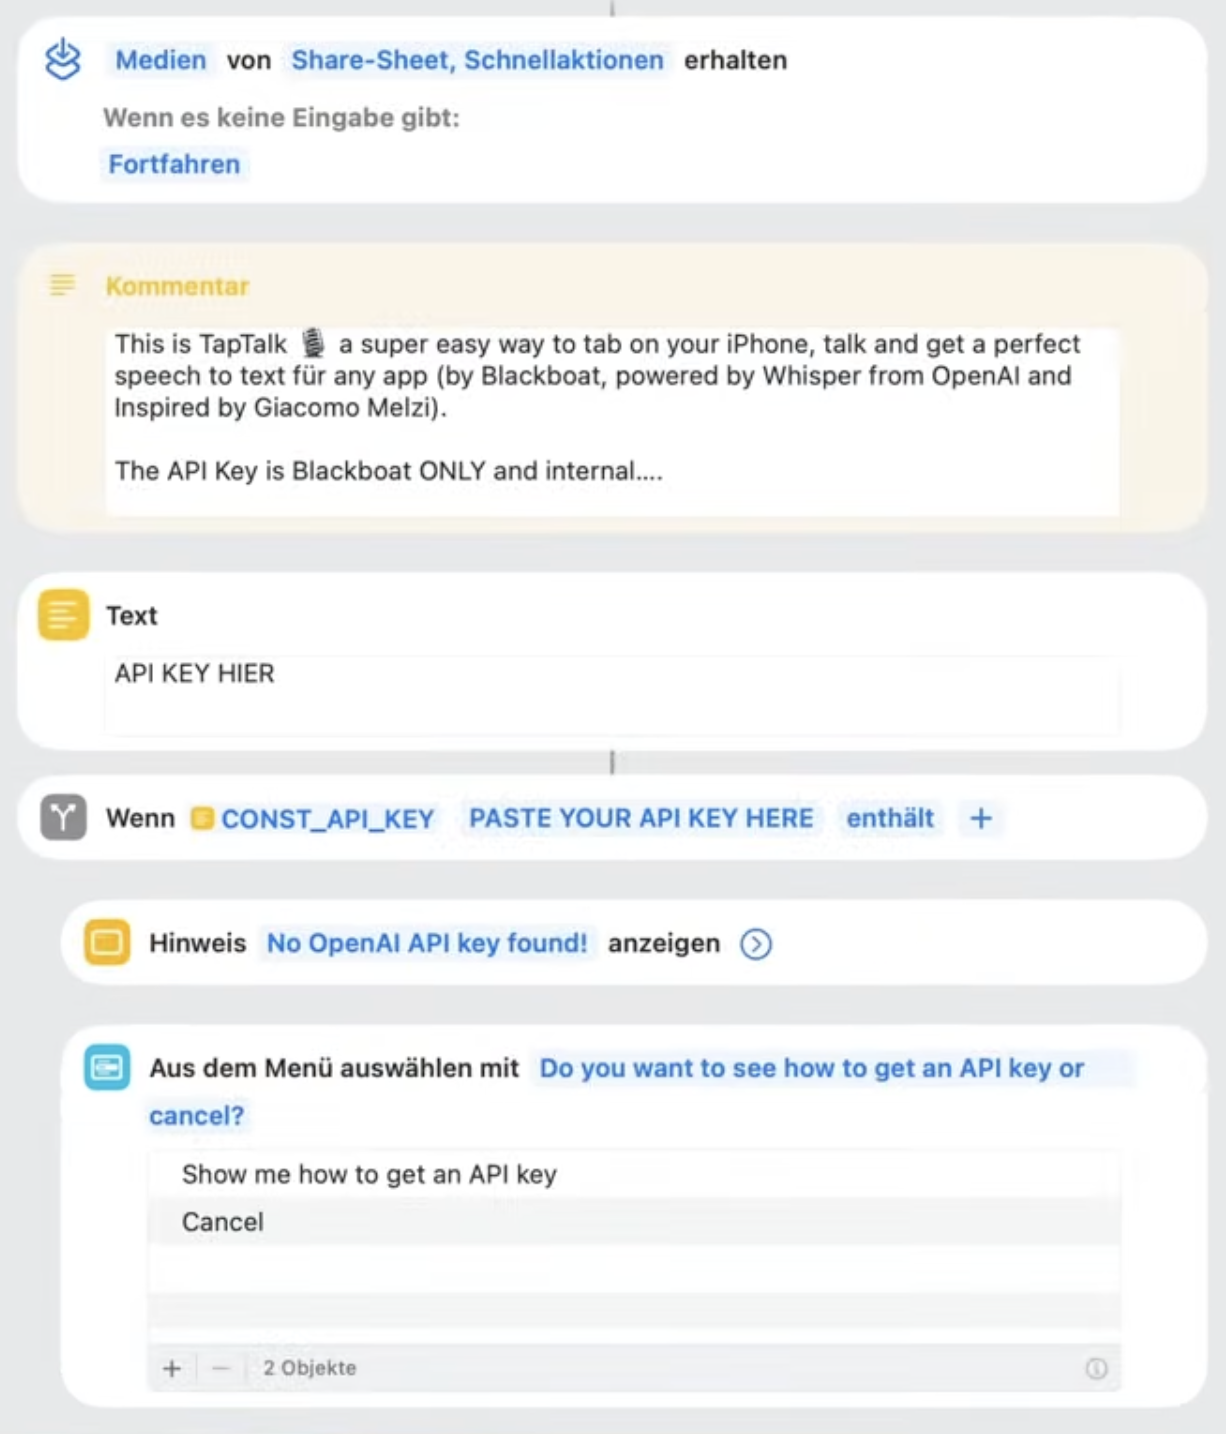 Medien von Share-Sheet, Schnellaktionen erhalten
Wenn es keine Eingabe gibt:
Fortfahren
Kommentar
This is TapTalk 🎙 a super easy way to tab on your iPhone, talk and get a perfect
speech to text für any app (by Blackboat, powered by Whisper from OpenAI and
Inspired by Giacomo Melzi).
The API Key is Blackboat ONLY and internal....
Text
API KEY HIER
Wenn CONST_API_KEY PASTE YOUR API KEY HERE enthält +
Hinweis No OpenAI API key found! anzeigen
Aus dem Menü auswählen mit Do you want to see how to get an API key or
cancel?
Show me how to get an API key
Cancel
+ − 2 Objekte